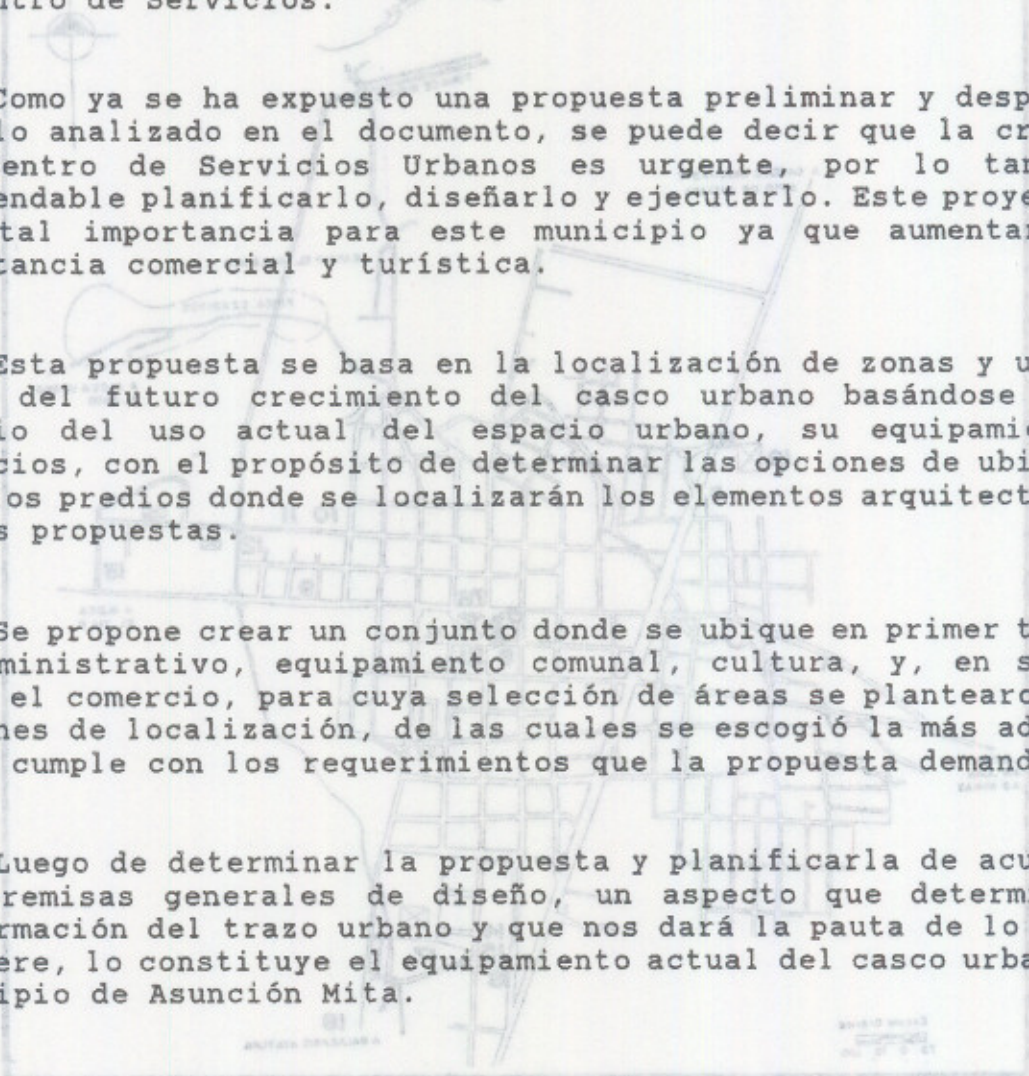 ntro de Servicios.
Como ya se ha expuesto una propuesta preliminar y desp
lo analizado en el documento, se puede decir que la cr
entro de Servicios Urbanos es urgente, por lo tan
endable planificarlo, diseñarlo y ejecutarlo. Este proye
tal importancia para este municipio ya que aumentar
tancia comercial y turística.
Esta propuesta se basa en la localización de zonas y u
del futuro crecimiento del casco urbano basándose
io del uso actual del espacio urbano, su equipamie
cios, con el propósito de determinar las opciones de ubi
os predios donde se localizarán los elementos arquitect
s propuestas.
Se propone crear un conjunto donde se ubique en primer t
ministrativo, equipamiento comunal, cultura, y, en s
el comercio, para cuya selección de áreas se plantearo
nes de localización, de las cuales se escogió la más ad
cumple con los requerimientos que la propuesta demand
Luego de determinar la propuesta y planificarla de acu
remisas generales de diseño, un aspecto que determi
rmación del trazo urbano y que nos dará la pauta de lo
ere, lo constituye el equipamiento actual del casco urba
ipio de Asunción Mita.